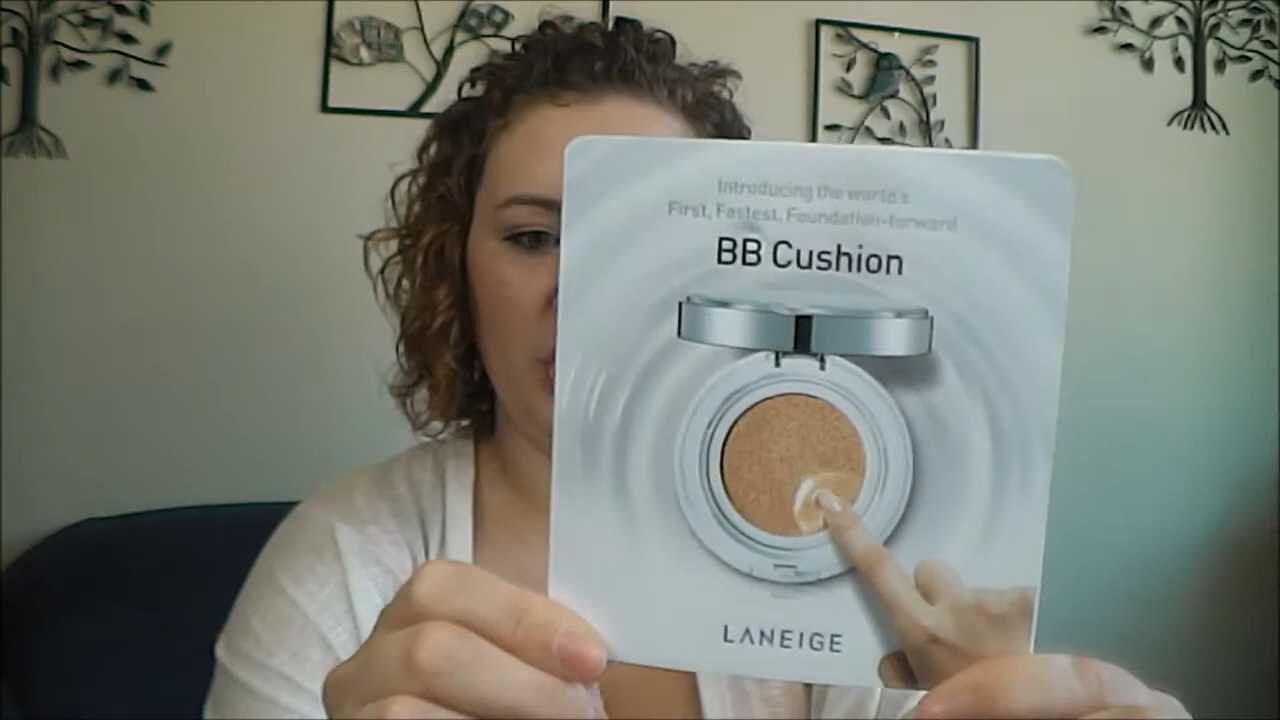 Introducing the world's
First, Fastest, Foundation-forward
BB Cushion
LANEIGE